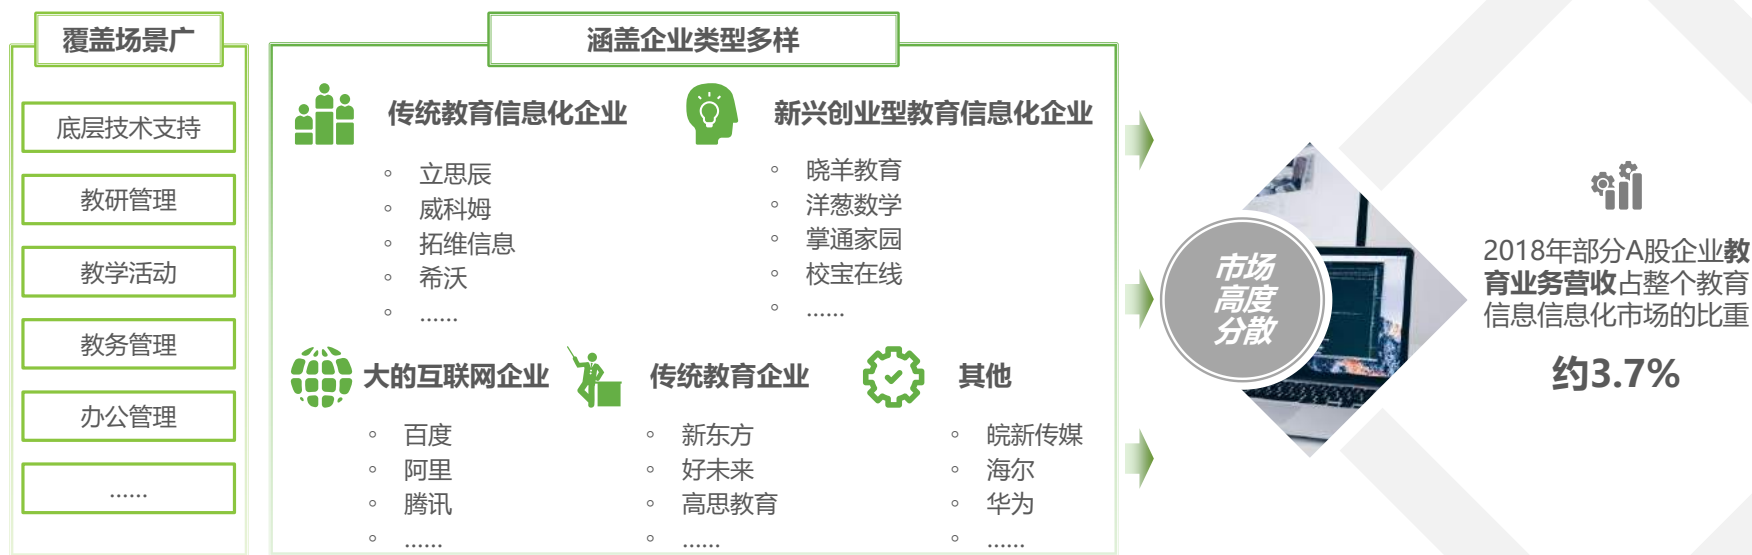 覆盖场景广
底层技术支持
教研管理
教学活动
教务管理
办公管理
……
涵盖企业类型多样
传统教育信息化企业
立思辰
威科姆
拓维信息
希沃
……
新兴创业型教育信息化企业
晓羊教育
洋葱数学
掌通家园
校宝在线
……
大的互联网企业
百度
阿里
腾讯
……
传统教育企业
新东方
好未来
高思教育
……
其他
皖新传媒
海尔
华为
……
市场
高度
分散
2018年部分A股企业教
育业务营收占整个教育
信息信息化市场的比重
约3.7%